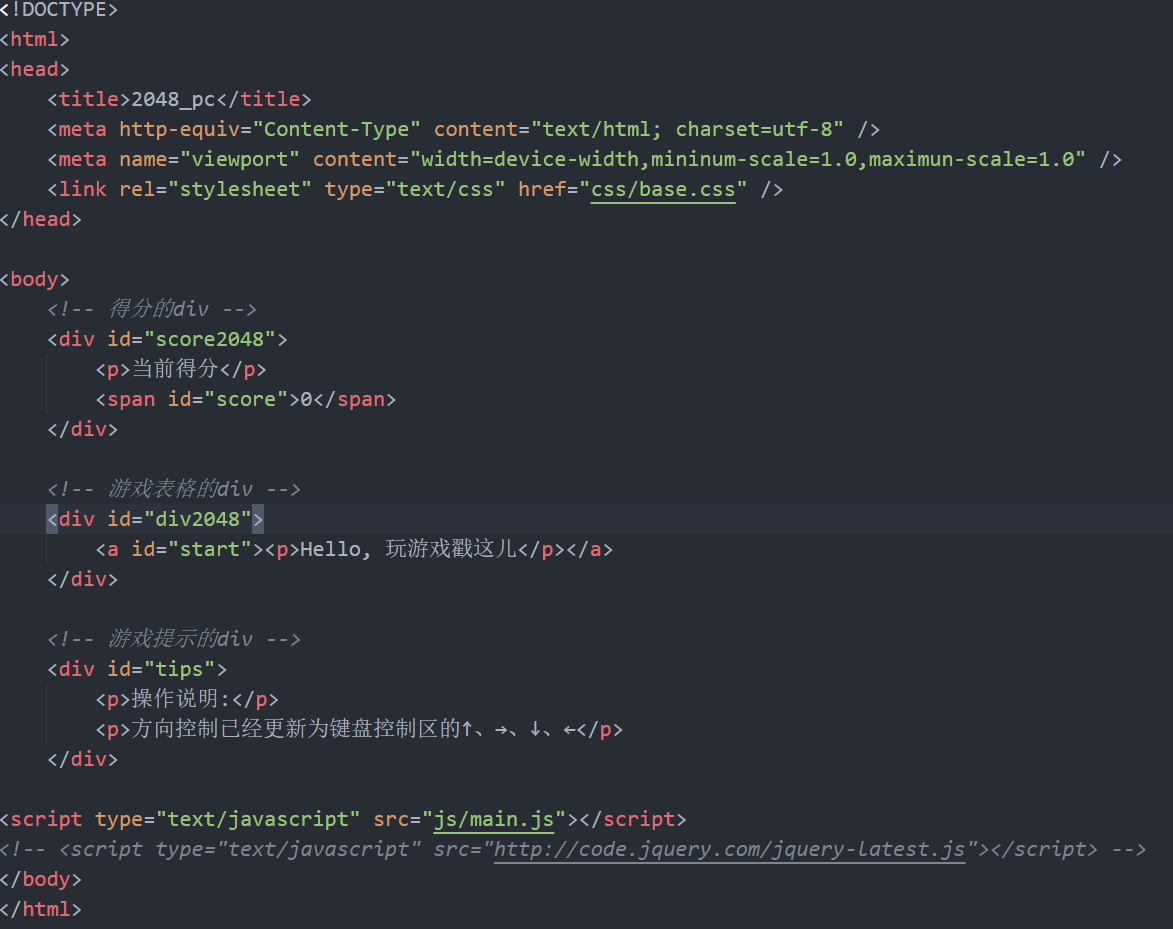 <!DOCTYPE>
<html>
<head>
    <title>2048_pc</title>
    <meta http-equiv="Content-Type" content="text/html; charset=utf-8" />
    <meta name="viewport" content="width=device-width,mininum-scale=1.0,maximun-scale=1.0" />
    <link rel="stylesheet" type="text/css" href="css/base.css" />
</head>

<body>
    <!-- 得分的div -->
    <div id="score2048">
        <p>当前得分</p>
        <span id="score">0</span>
    </div>

    <!-- 游戏表格的div -->
    <div id="div2048">
        <a id="start"><p>Hello, 玩游戏戳这儿</p></a>
    </div>

    <!-- 游戏提示的div -->
    <div id="tips">
        <p>操作说明:</p>
        <p>方向控制已经更新为键盘控制区的↑、→、↓、←</p>
    </div>

<script type="text/javascript" src="js/main.js"></script>
<!-- <script type="text/javascript" src="http://code.jquery.com/jquery-latest.js"></script> -->
</body>
</html>